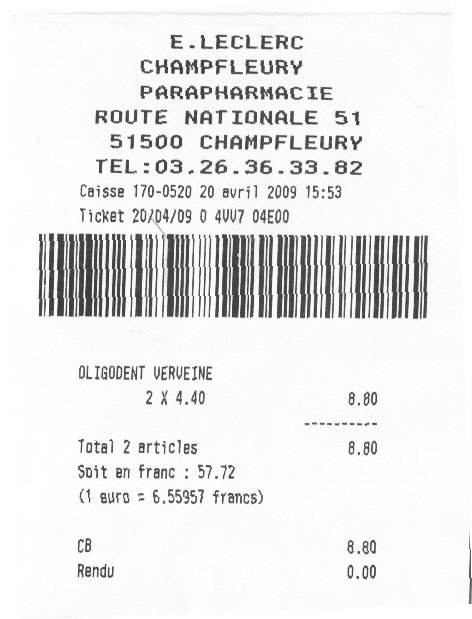 E.LECLERC
CHAMPFLEURY
PARAPHARMACIE
ROUTE NATIONALE 51
51500 CHAMPFLEURY
TEL:03.26.36.33.82
Caisse 170-0520 20 avril 2009 15:53
Ticket 20/04/09 0 4VV7 04E00
OLIGODENT VERVEINE
2 X 4.40 8.80
-----------
Total 2 articles 8.80
Soit en franc : 57.72
(1 euro = 6.55957 francs)
CB 8.80
Rendu 0.00